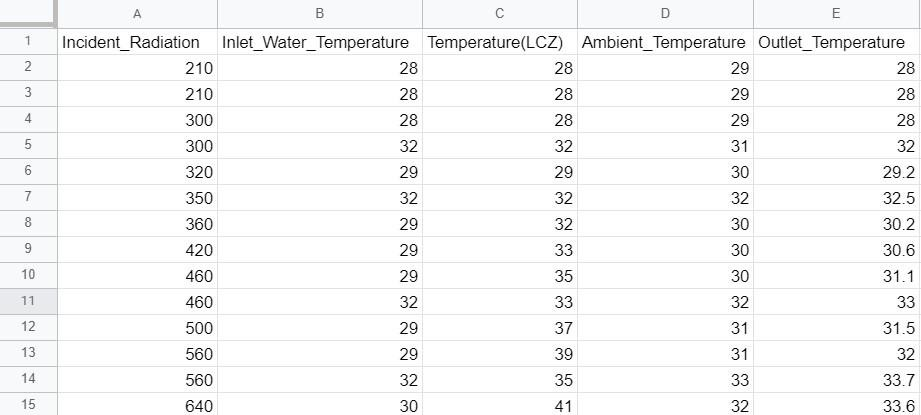 A B C D E
1 Incident_Radiation Inlet_Water_Temperature Temperature(LCZ) Ambient_Temperature Outlet_Temperature
2 210 28 28 29 28
3 210 28 28 29 28
4 300 28 28 29 28
5 300 32 32 31 32
6 320 29 29 30 29.2
7 350 32 32 32 32.5
8 360 29 32 30 30.2
9 420 29 33 30 30.6
10 460 29 35 30 31.1
11 460 32 33 32 33
12 500 29 37 31 31.5
13 560 29 39 31 32
14 560 32 35 33 33.7
15 640 30 41 32 33.6